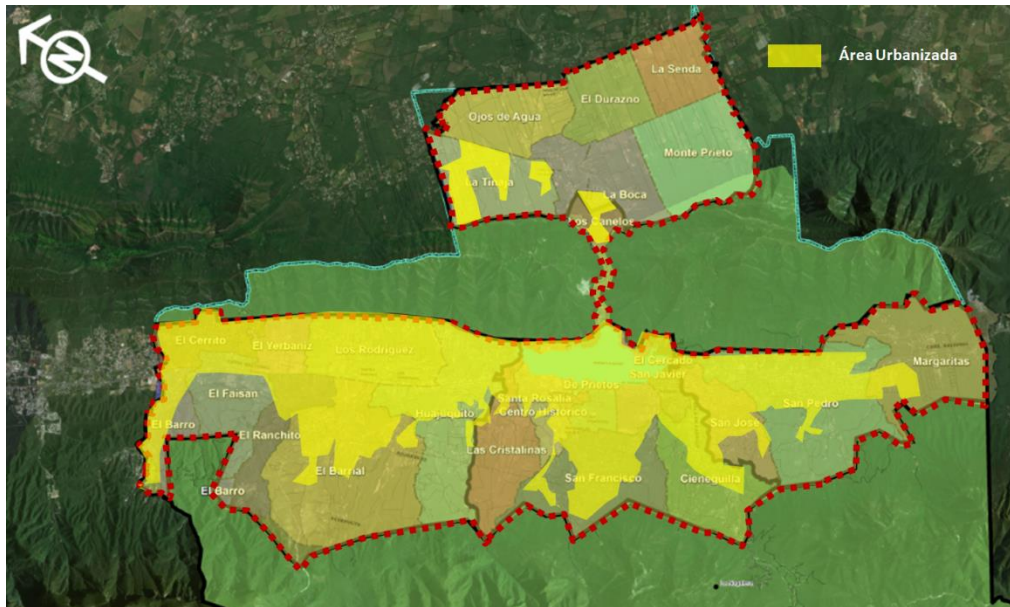 N
Área Urbanizada
La Senda
El Durazno
Ojos de Agua
Monte Prieto
La Tinaja
La Boca
Los Canelos
El Cerrito
El Yerbaniz
Los Rodríguez
El Cercado
San Javier
Margaritas
De Prietos
El Faisan
Santa Rosalia
San Pedro
Huajuquito
Centro Histórico
El Barro
San José
El Ranchito
Las Cristalinas
El Barrial
San Francisco
Cieneguilla
El Barro